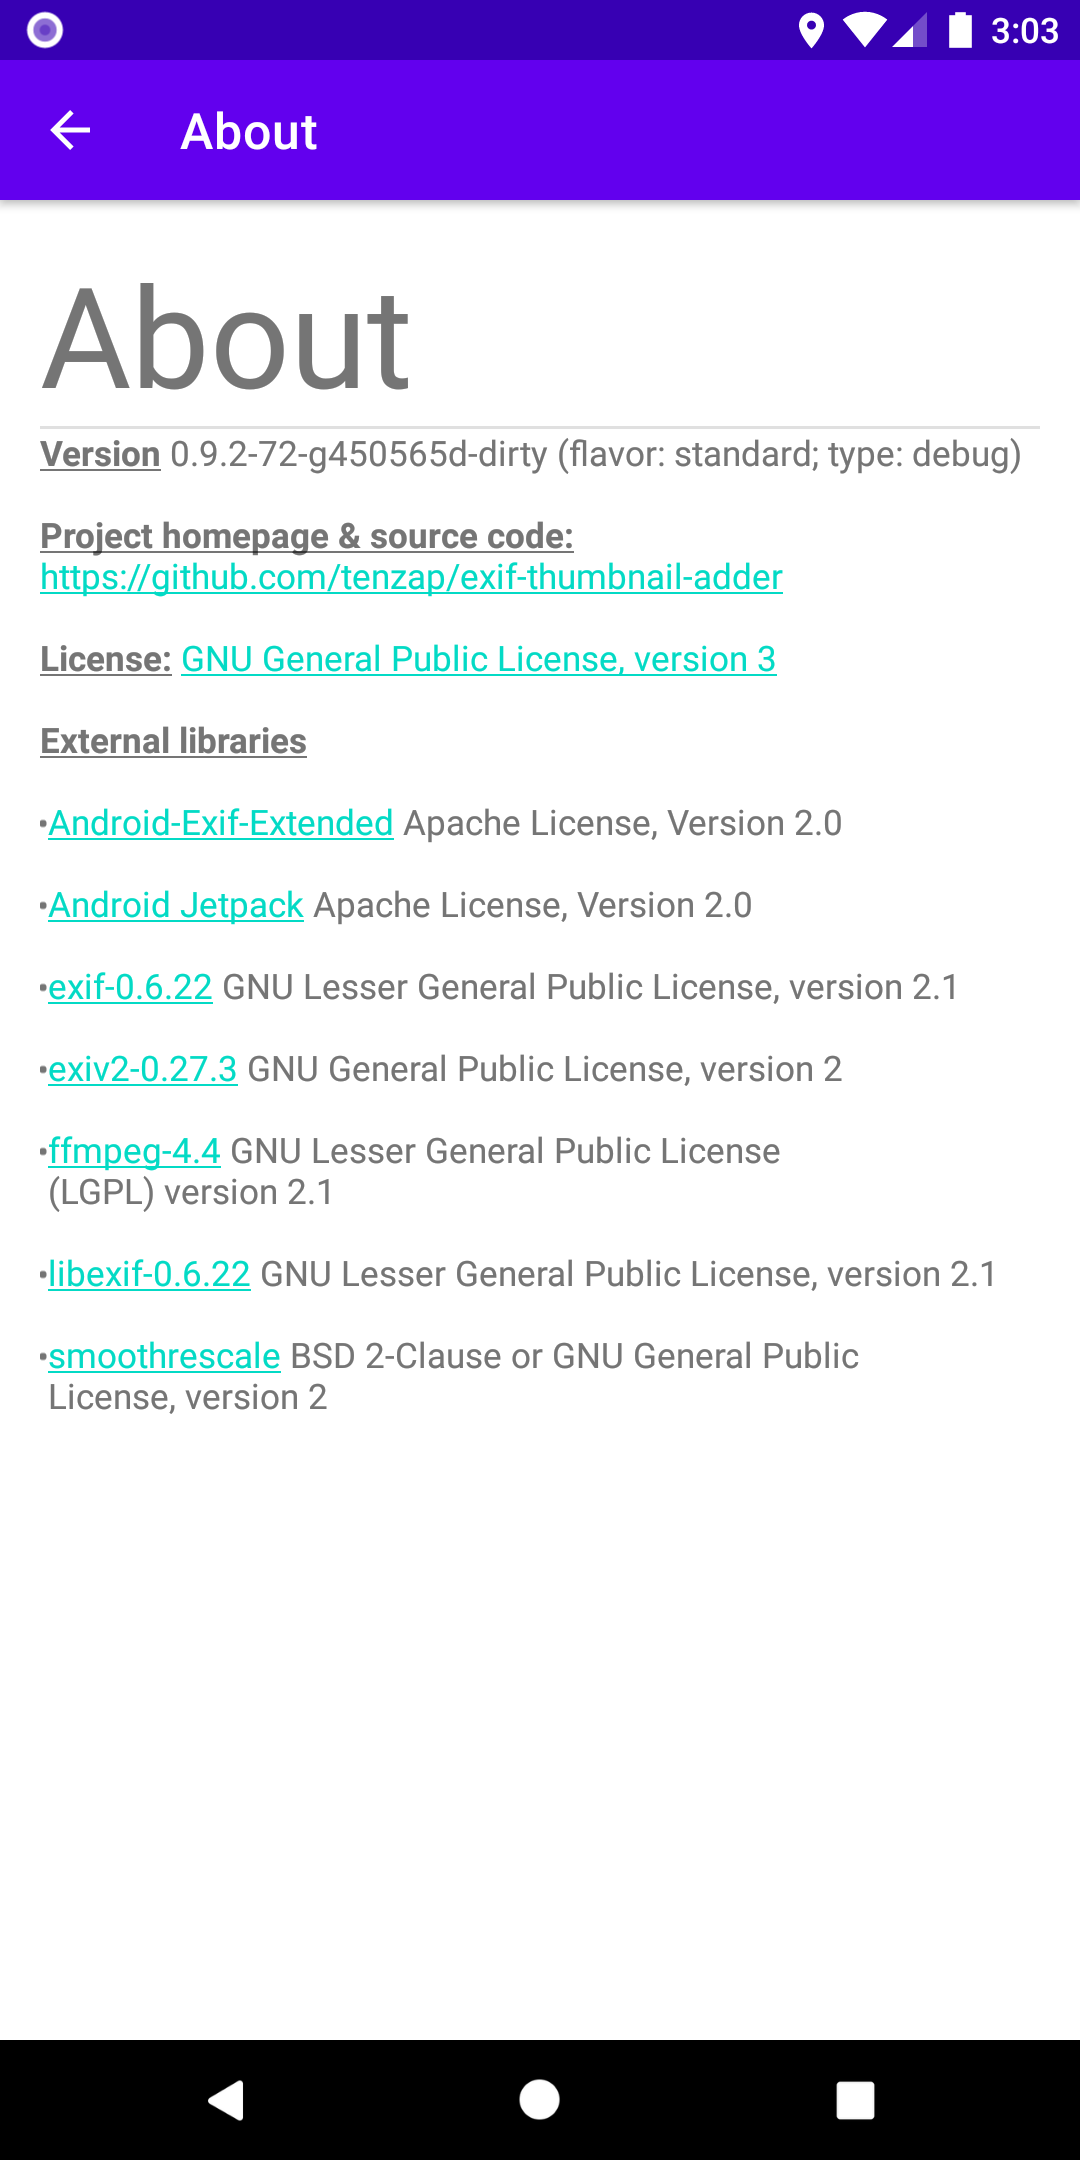 3:03
About
About
Version 0.9.2-72-g450565d-dirty (flavor: standard; type: debug)
Project homepage & source code:
https://github.com/tenzap/exif-thumbnail-adder
License: GNU General Public License, version 3
External libraries
•Android-Exif-Extended Apache License, Version 2.0
•Android Jetpack Apache License, Version 2.0
•exif-0.6.22 GNU Lesser General Public License, version 2.1
•exiv2-0.27.3 GNU General Public License, version 2
•ffmpeg-4.4 GNU Lesser General Public License
(LGPL) version 2.1
•libexif-0.6.22 GNU Lesser General Public License, version 2.1
•smoothrescale BSD 2-Clause or GNU General Public
License, version 2